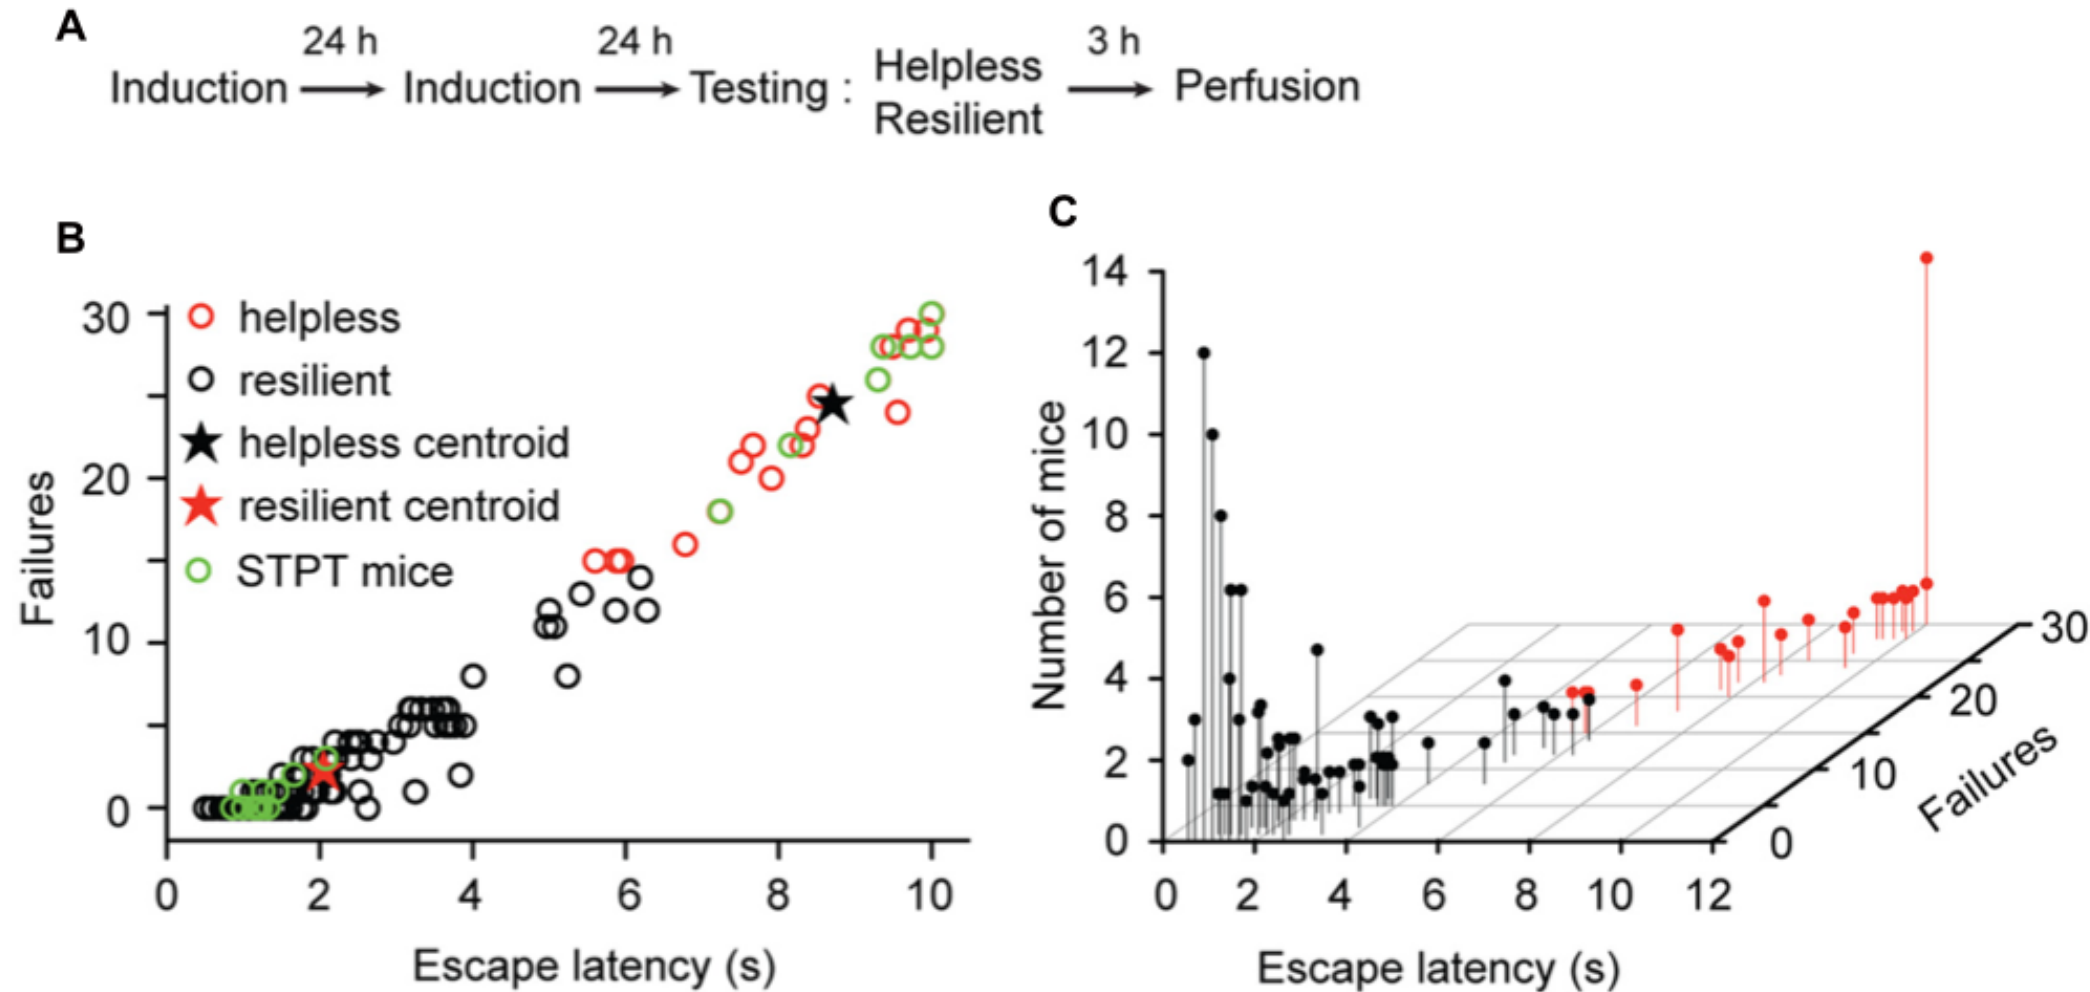 A
24 h 24 h 3 h
Induction Induction Testing : Helpless Resilient Perfusion
B
30
20
10
0
Failures
helpless
resilient
helpless centroid
resilient centroid
STPT mice
0 2 4 6 8 10
Escape latency (s)
C
14
12
10
8
6
4
2
0
Number of mice
0 2 4 6 8 10 12
Escape latency (s)
30
20
10
0
Failures